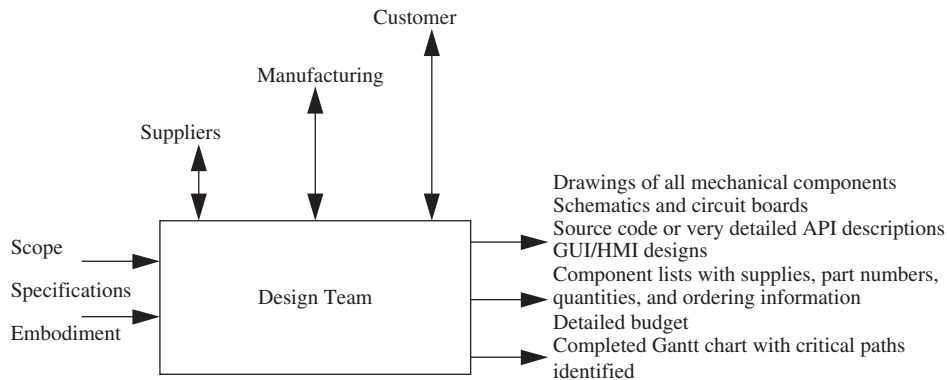 Customer
Manufacturing
Suppliers
Scope
Specifications
Embodiment
Design Team
Drawings of all mechanical components
Schematics and circuit boards
Source code or very detailed API descriptions
GUI/HMI designs
Component lists with supplies, part numbers,
quantities, and ordering information
Detailed budget
Completed Gantt chart with critical paths
identified